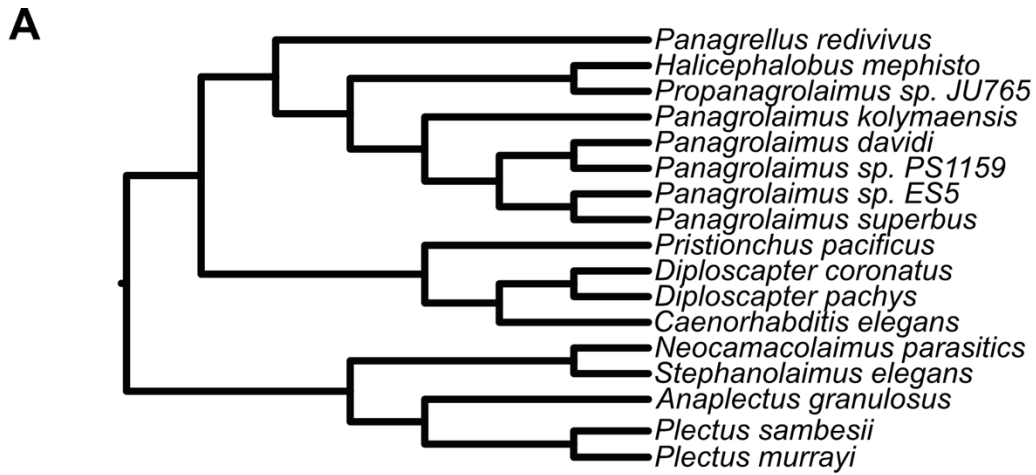 A
Panagrellus redivivus
Halicephalobus mephisto
Propanagrolaimus sp. JU765
Panagrolaimus kolymaensis
Panagrolaimus davidi
Panagrolaimus sp. PS1159
Panagrolaimus sp. ES5
Panagrolaimus superbus
Pristionchus pacificus
Diploscapter coronatus
Diploscapter pachys
Caenorhabditis elegans
Neocamacolaimus parasitics
Stephanolaimus elegans
Anaplectus granulosus
Plectus sambesii
Plectus murrayi